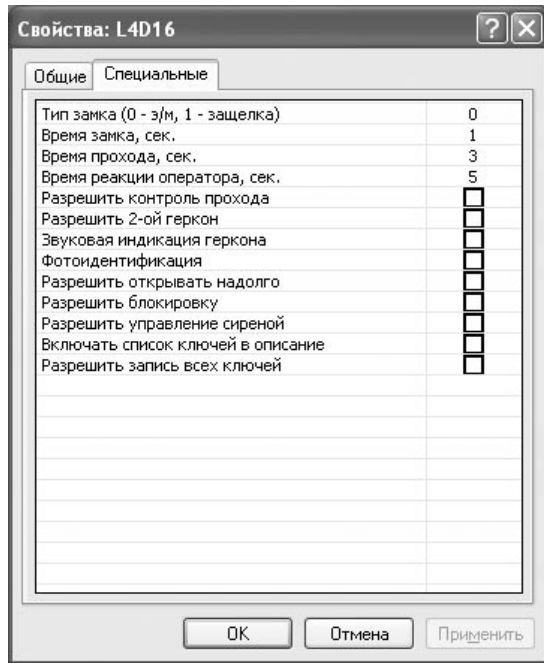 Свойства: L4D16
Общие Специальные
Тип замка (0 - э/м, 1 - защелка) 0
Время замка, сек. 1
Время прохода, сек. 3
Время реакции оператора, сек. 5
Разрешить контроль прохода
Разрешить 2-ой геркон
Звуковая индикация геркона
Фотоидентификация
Разрешить открывать надолго
Разрешить блокировку
Разрешить управление сиреной
Включать список ключей в описание
Разрешить запись всех ключей
OK Отмена Применить